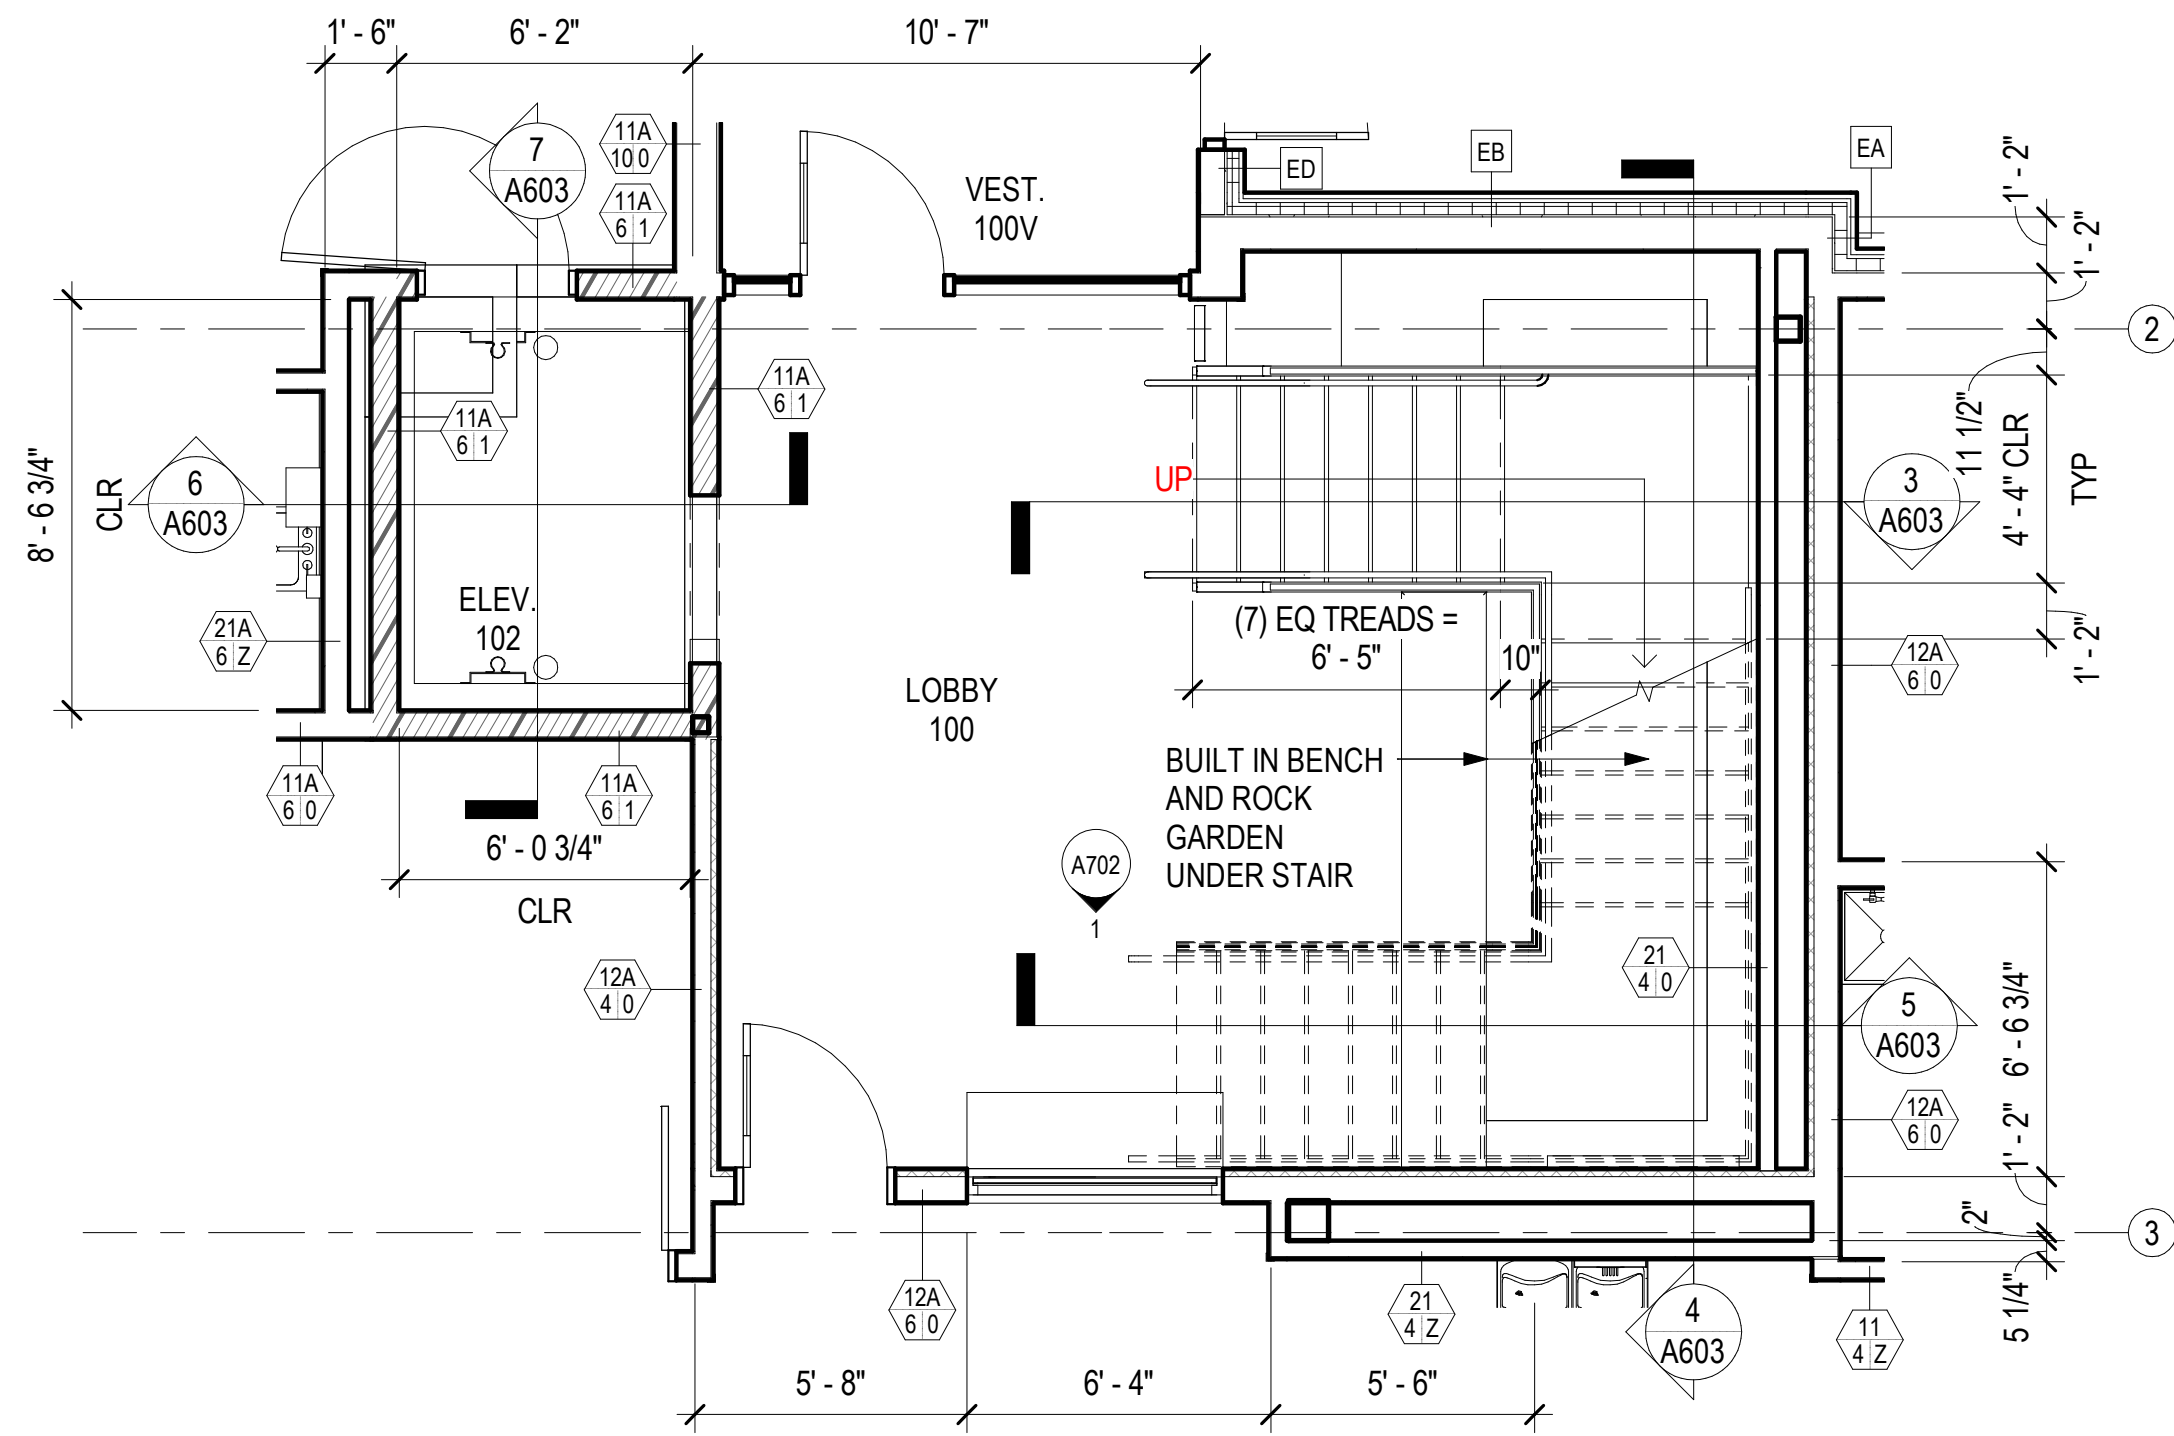 1' - 6"
6' - 2"
10' - 7"
7
A603
11A
10 0
11A
6 1
VEST.
100V
ED
EB
EA
1' - 2"
1' - 2"
2
11A
6 1
11A
6 1
8' - 6 3/4"
CLR
6
A603
UP
3
A603
11 1/2"
4' - 4" CLR
TYP
ELEV.
102
21A
6 Z
(7) EQ TREADS =
6' - 5"
10"
12A
6 0
1' - 2"
LOBBY
100
BUILT IN BENCH
AND ROCK
GARDEN
UNDER STAIR
11A
6 0
11A
6 1
6' - 0 3/4"
CLR
A702
1
12A
4 0
21
4 0
5
A603
6' - 6 3/4"
12A
6 0
1' - 2"
2"
3
5 1/4"
12A
6 0
21
4 Z
4
A603
11
4 Z
5' - 8"
6' - 4"
5' - 6"